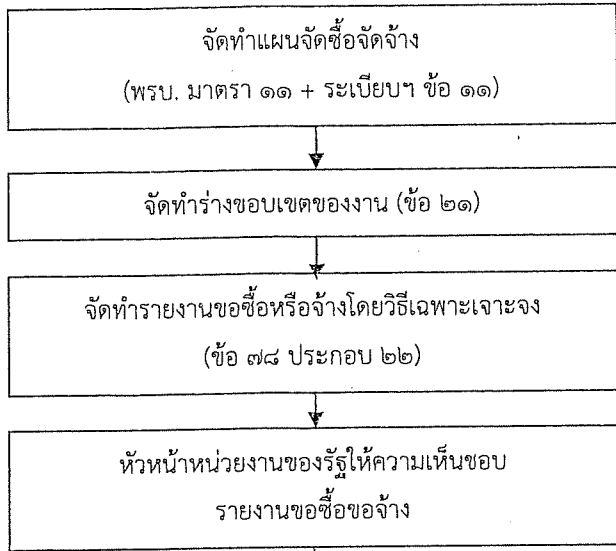 จัดทำแผนจัดซื้อจัดจ้าง
(พรบ. มาตรา ๑๑ + ระเบียบฯ ข้อ ๑๑)
จัดทำร่างขอบเขตของงาน (ข้อ ๒๑)
จัดทำรายงานขอซื้อหรือจ้างโดยวิธีเฉพาะเจาะจง
(ข้อ ๗๘ ประกอบ ๒๒)
หัวหน้าหน่วยงานของรัฐให้ความเห็นชอบ
รายงานขอซื้อขอจ้าง